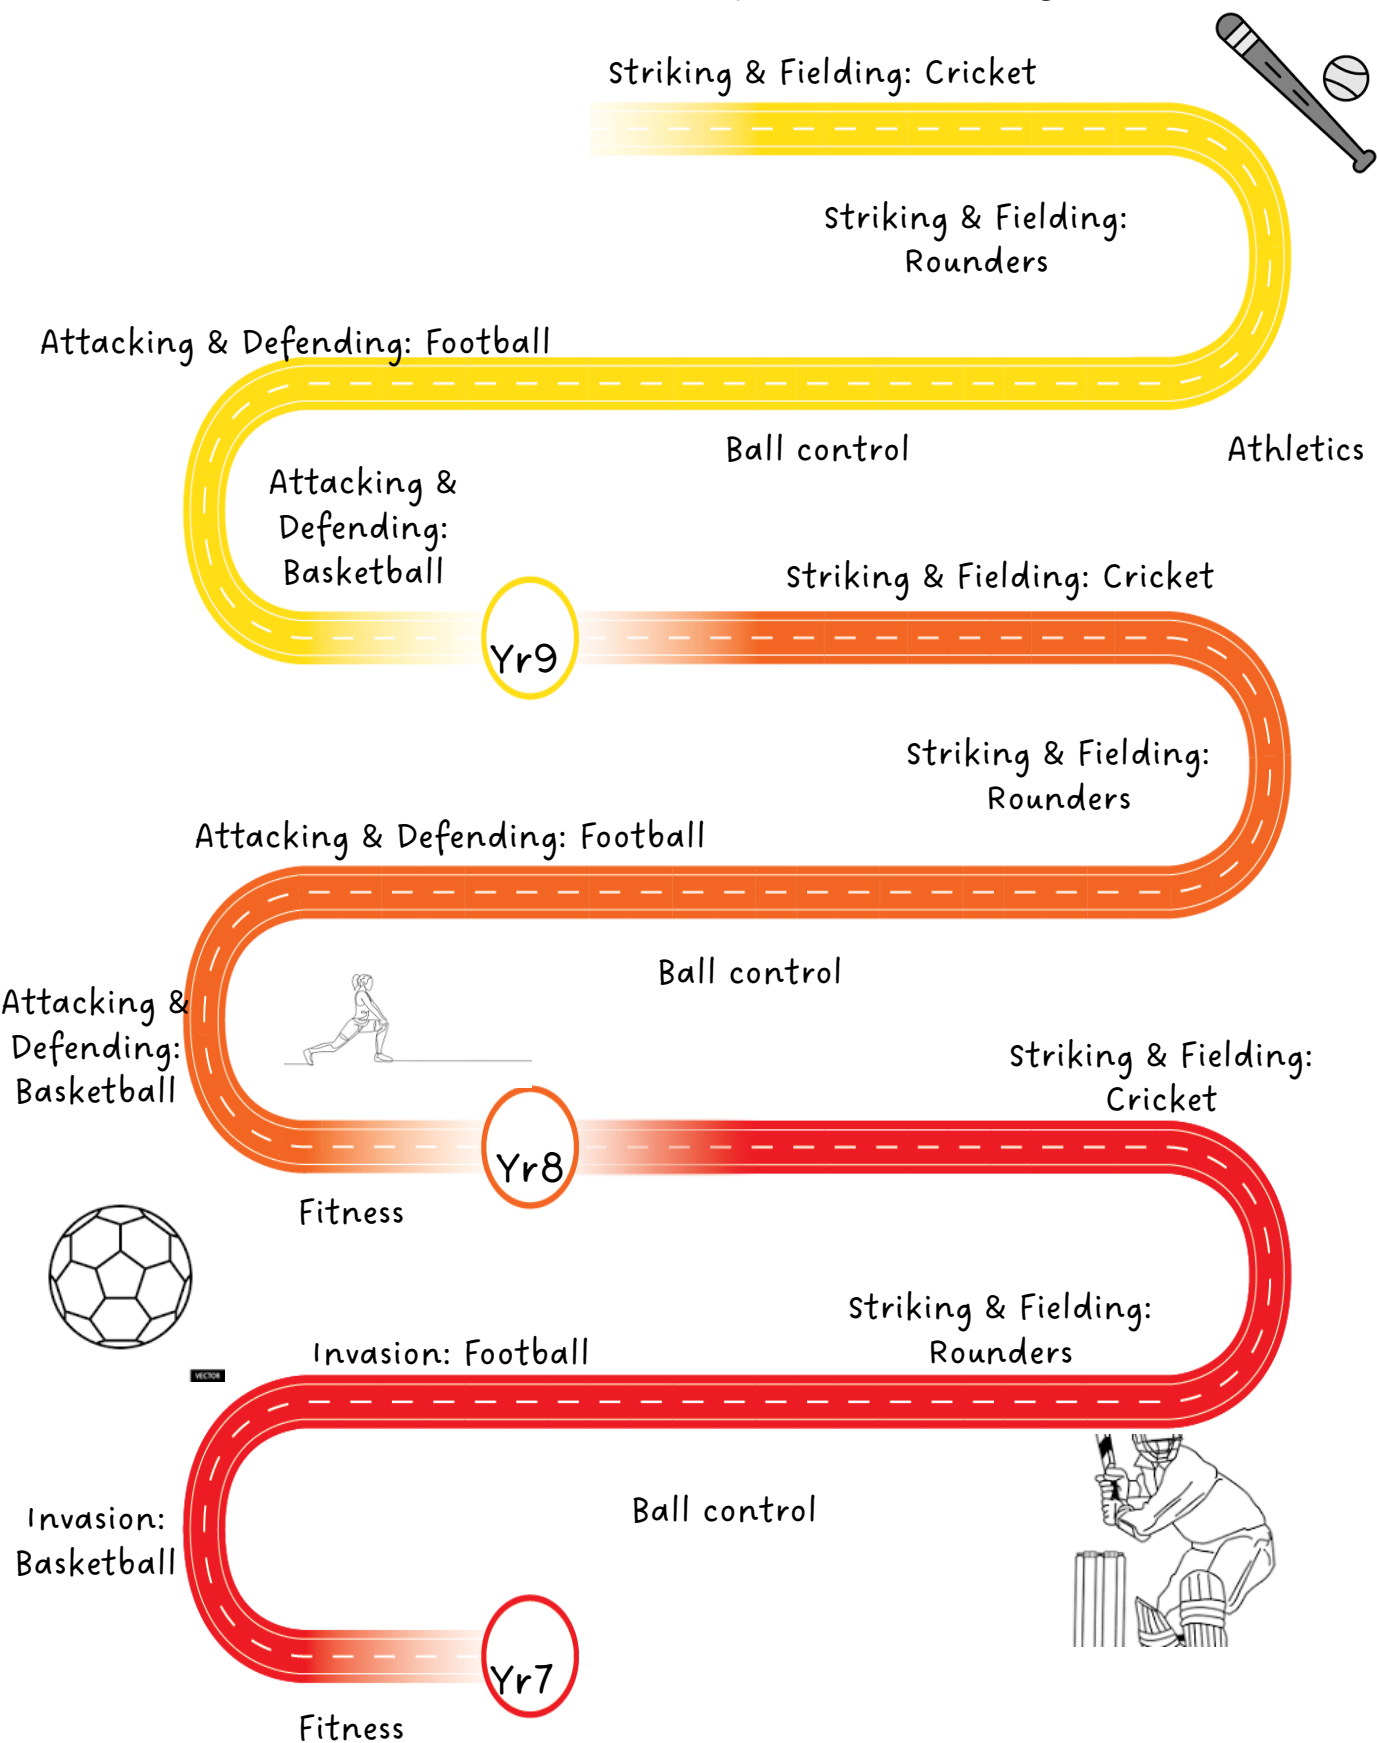 Striking & Fielding: Cricket
Striking & Fielding:
Rounders
Attacking & Defending: Football
Ball control
Athletics
Attacking &
Defending:
Basketball
Striking & Fielding: Cricket
Yr9
Striking & Fielding:
Rounders
Attacking & Defending: Football
Ball control
Attacking &
Defending:
Basketball
Striking & Fielding:
Cricket
Yr8
Fitness
Striking & Fielding:
Rounders
Invasion: Football
VECTOR
Ball control
Invasion:
Basketball
Yr7
Fitness